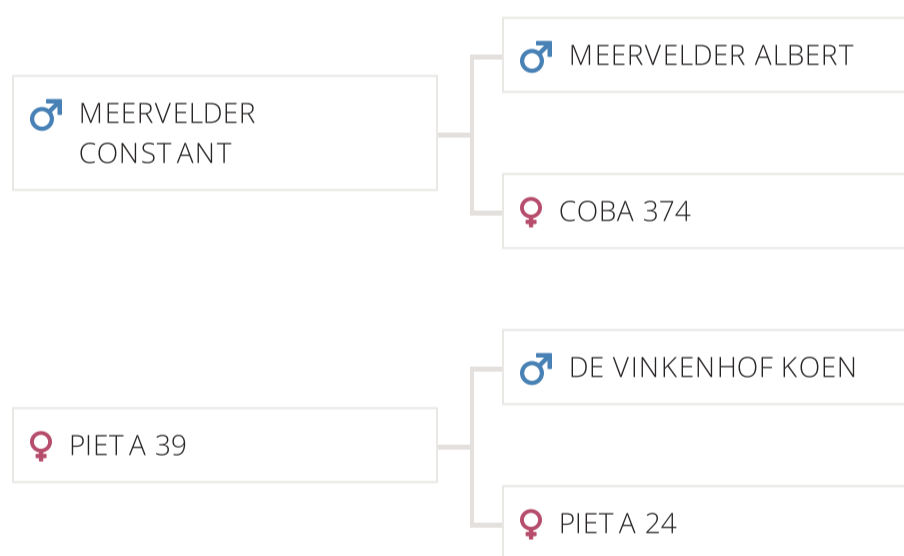 MEERVELDER ALBERT
MEERVELDER
CONSTANT
COBA 374
DE VINKENHOF KOEN
PIETA 39
PIETA 24